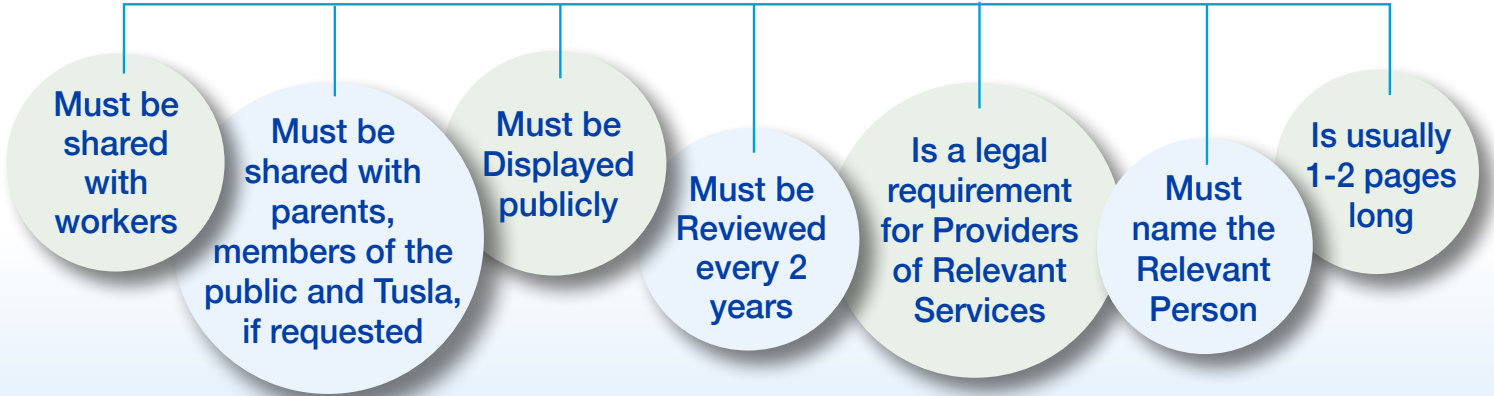 Must be
shared
with
workers
Must be
shared with
parents,
members of the
public and Tusla,
if requested
Must be
Displayed
publicly
Must be
Reviewed
every 2
years
Is a legal
requirement
for Providers
of Relevant
Services
Must
name the
Relevant
Person
Is usually
1-2 pages
long